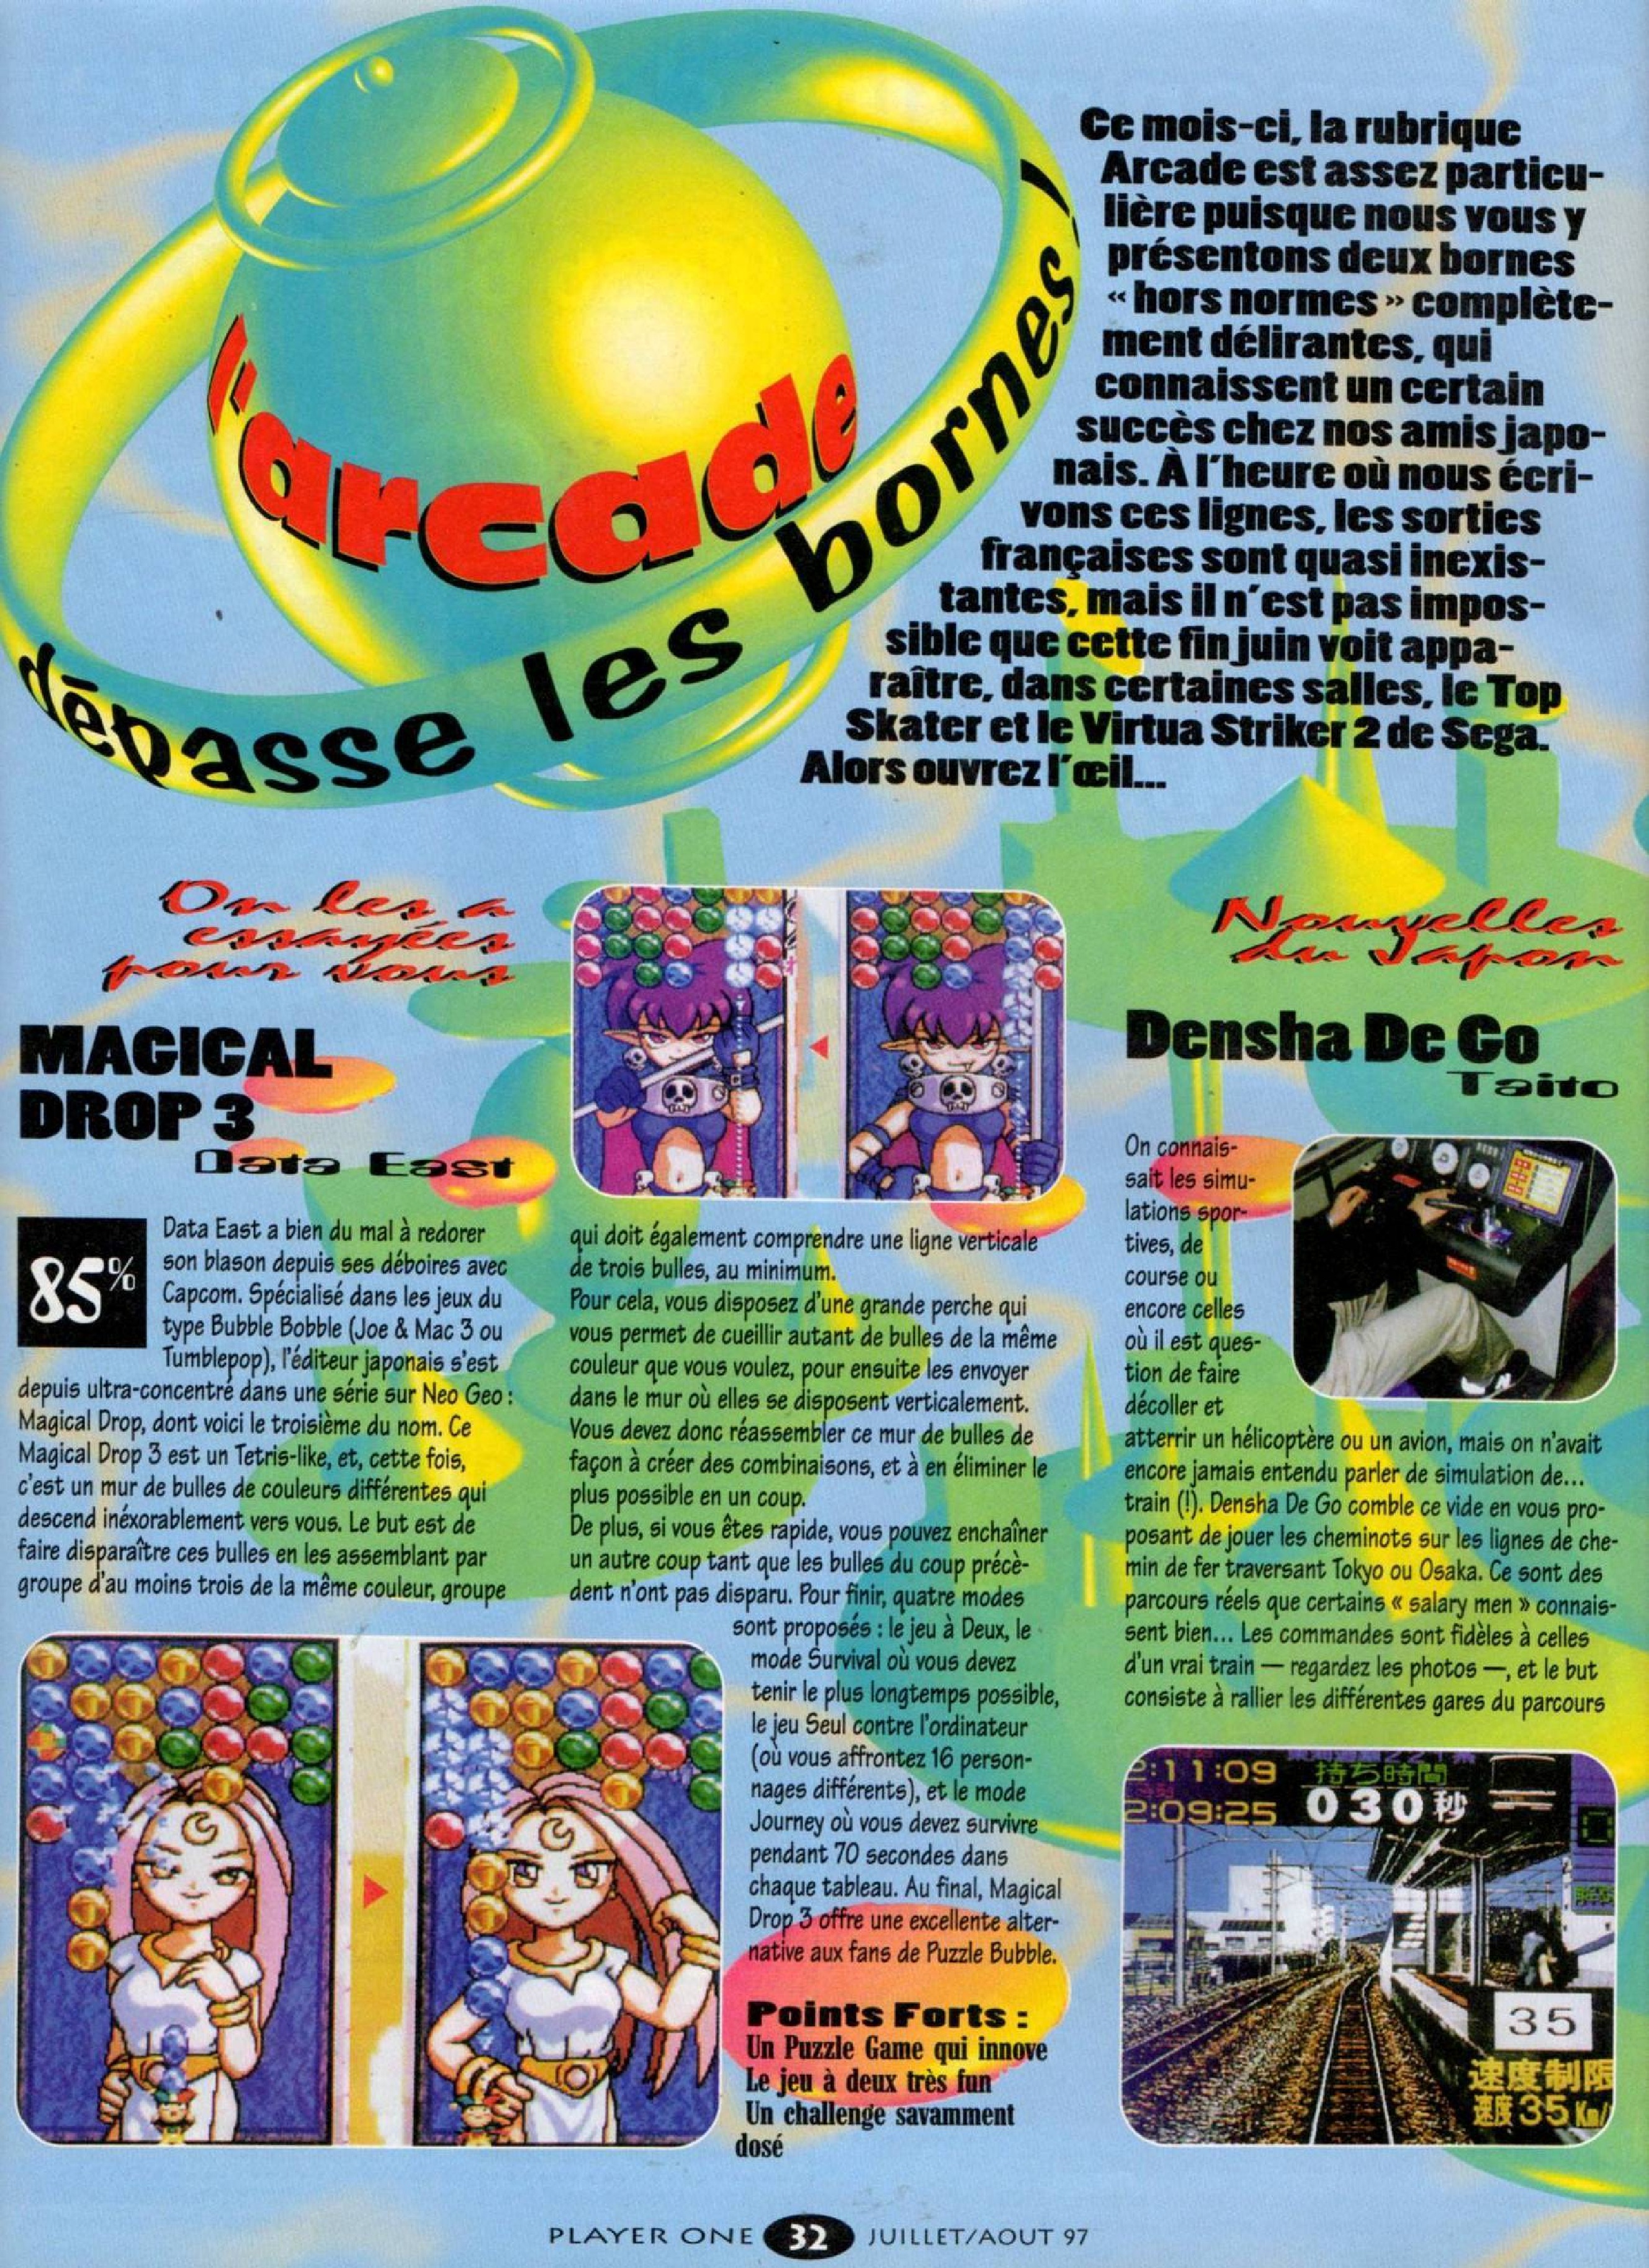 L'arcade
dépasse les bornes !
Ce mois-ci, la rubrique
Arcade est assez particu-
lière puisque nous vous y
présentons deux bornes
« hors normes » complète-
ment délirantes, qui
connaissent un certain
succès chez nos amis japo-
nais. À l'heure où nous écri-
vons ces lignes, les sorties
françaises sont quasi inexis-
tantes, mais il n'est pas impos-
sible que cette fin juin voit appa-
raître, dans certaines salles, le Top
Skater et le Virtua Striker 2 de Sega.
Alors ouvrez l'œil...
On les a
essayées
pour vous
MAGICAL
DROP 3
Data East
85%
Data East a bien du mal à redorer
son blason depuis ses déboires avec
Capcom. Spécialisé dans les jeux du
type Bubble Bobble (Joe & Mac 3 ou
Tumblepop), l'éditeur japonais s'est
depuis ultra-concentré dans une série sur Neo Geo :
Magical Drop, dont voici le troisième du nom. Ce
Magical Drop 3 est un Tetris-like, et, cette fois,
c'est un mur de bulles de couleurs différentes qui
descend inéxorablement vers vous. Le but est de
faire disparaître ces bulles en les assemblant par
groupe d'au moins trois de la même couleur, groupe
qui doit également comprendre une ligne verticale
de trois bulles, au minimum.
Pour cela, vous disposez d'une grande perche qui
vous permet de cueillir autant de bulles de la même
couleur que vous voulez, pour ensuite les envoyer
dans le mur où elles se disposent verticalement.
Vous devez donc réassembler ce mur de bulles de
façon à créer des combinaisons, et à en éliminer le
plus possible en un coup.
De plus, si vous êtes rapide, vous pouvez enchaîner
un autre coup tant que les bulles du coup précè-
dent n'ont pas disparu. Pour finir, quatre modes
sont proposés : le jeu à Deux, le
mode Survival où vous devez
tenir le plus longtemps possible,
le jeu Seul contre l'ordinateur
(où vous affrontez 16 person-
nages différents), et le mode
Journey où vous devez survivre
pendant 70 secondes dans
chaque tableau. Au final, Magical
Drop 3 offre une excellente alter-
native aux fans de Puzzle Bubble.
Points Forts :
Un Puzzle Game qui innove
Le jeu à deux très fun
Un challenge savamment
dosé
Nouvelles
du Japon
Densha De Go
Taito
On connais-
sait les simu-
lations spor-
tives, de
course ou
encore celles
où il est ques-
tion de faire
décoller et
atterrir un hélicoptère ou un avion, mais on n'avait
encore jamais entendu parler de simulation de...
train (!). Densha De Go comble ce vide en vous pro-
posant de jouer les cheminots sur les lignes de che-
min de fer traversant Tokyo ou Osaka. Ce sont des
parcours réels que certains « salary men » connais-
sent bien... Les commandes sont fidèles à celles
d'un vrai train — regardez les photos —, et le but
consiste à rallier les différentes gares du parcours
:11:09
持ち時間
2:09:25
030秒
35
速度制限
速度35Km/
PLAYER ONE 32 JUILLET/AOUT 97